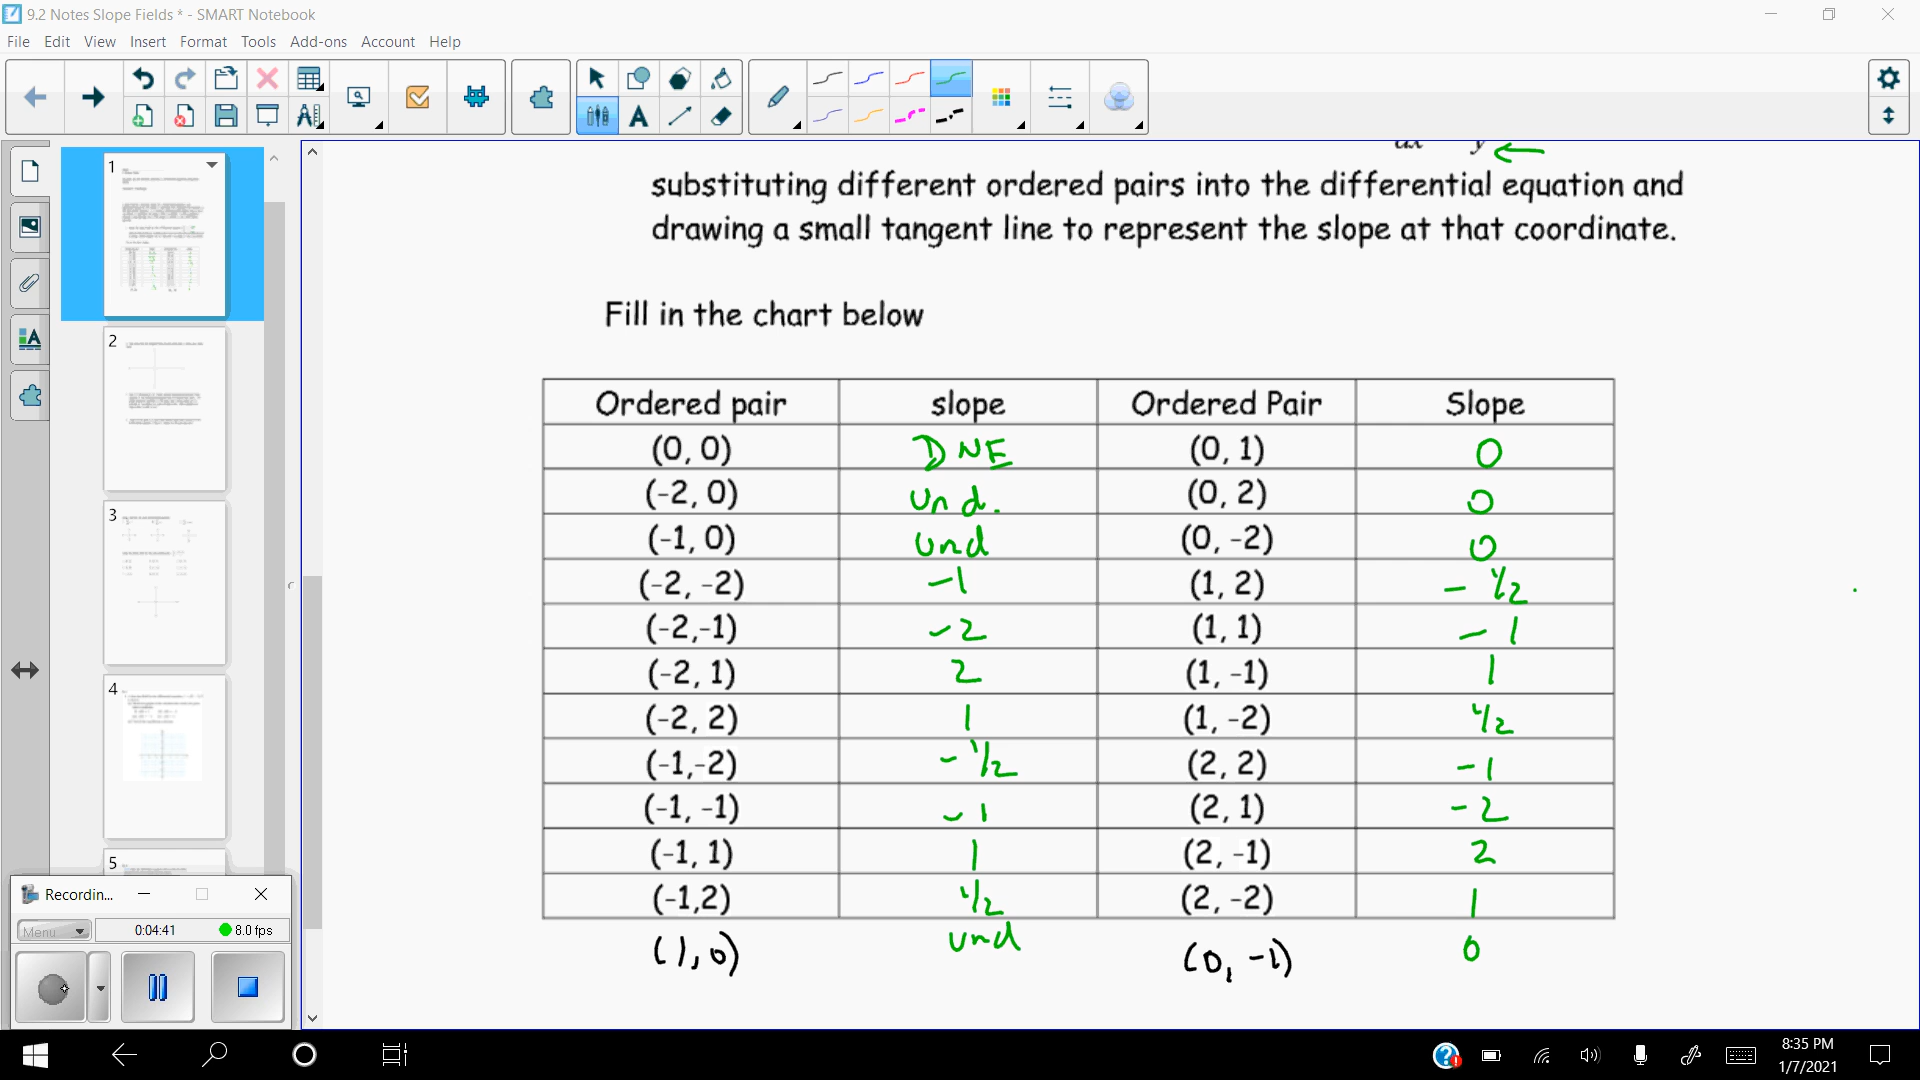 9.2 Notes Slope Fields * - SMART Notebook
File Edit View Insert Format Tools Add-ons Account Help
substituting different ordered pairs into the differential equation and
drawing a small tangent line to represent the slope at that coordinate.
Fill in the chart below
Ordered pair slope Ordered Pair Slope
(0, 0) DNE (0, 1) 0
(-2, 0) Und. (0, 2) 0
(-1, 0) und (0, -2) 0
(-2, -2) -1 (1, 2) - 1/2
(-2,-1) -2 (1, 1) -1
(-2, 1) 2 (1, -1) 1
(-2, 2) 1 (1, -2) 1/2
(-1,-2) - 1/2 (2, 2) -1
(-1, -1) -1 (2, 1) -2
(-1, 1) 1 (2, -1) 2
(-1,2) 1/2 (2, -2) 1
(1,0) und (0, -1) 0
1
2
3
4
5
Recordin...
Menu 0:04:41 8.0 fps
8:35 PM
1/7/2021